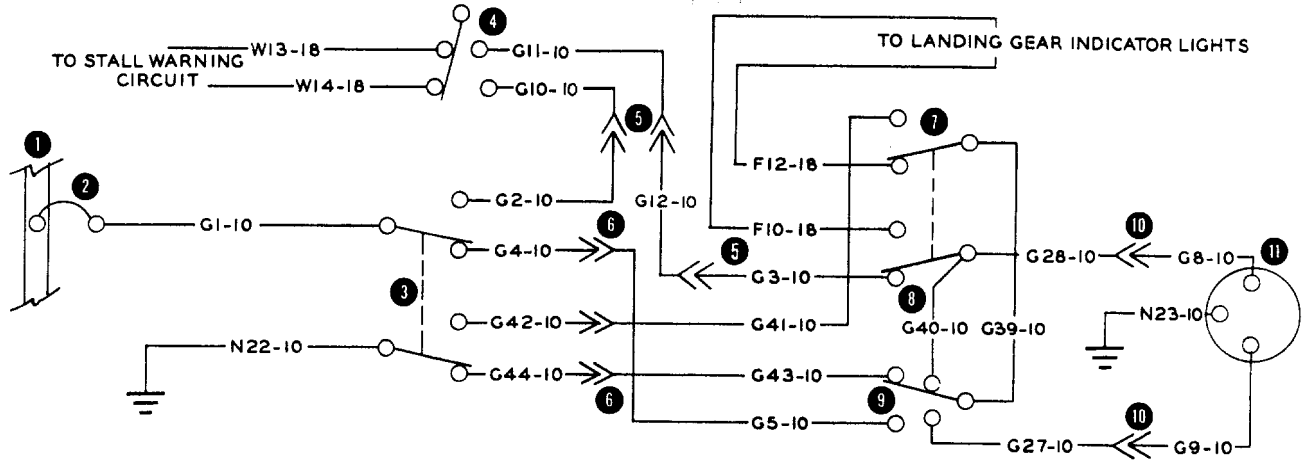 4
W13-18
G11-10
TO LANDING GEAR INDICATOR LIGHTS
TO STALL WARNING
CIRCUIT
W14-18
G10-10
5
7
1
2
F12-18
G2-10
G12-10
G1-10
6
F10-18
10
G4-10
5
G28-10
G8-10
11
3
G3-10
8
G42-10
G41-10
G40-10
G39-10
N23-10
N22-10
G44-10
G43-10
6
9
10
G5-10
G27-10
G9-10